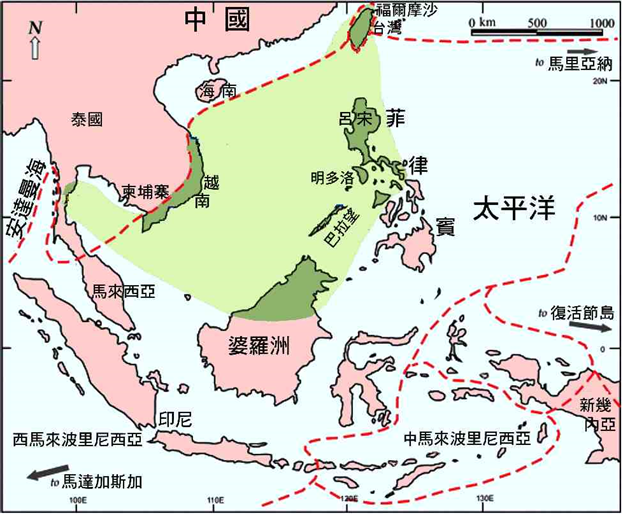 中國
福爾摩沙
台灣
0 km 500 1000
N
to 馬里亞納
20N
海南
泰國
呂宋
菲
律
賓
安達曼海
柬埔寨
越南
明多洛
巴拉望
太平洋
10N
馬來西亞
to 復活節島
婆羅洲
0
新幾
內亞
印尼
西馬來波里尼西亞
中馬來波里尼西亞
to 馬達加斯加
100E 110E 120E 130E